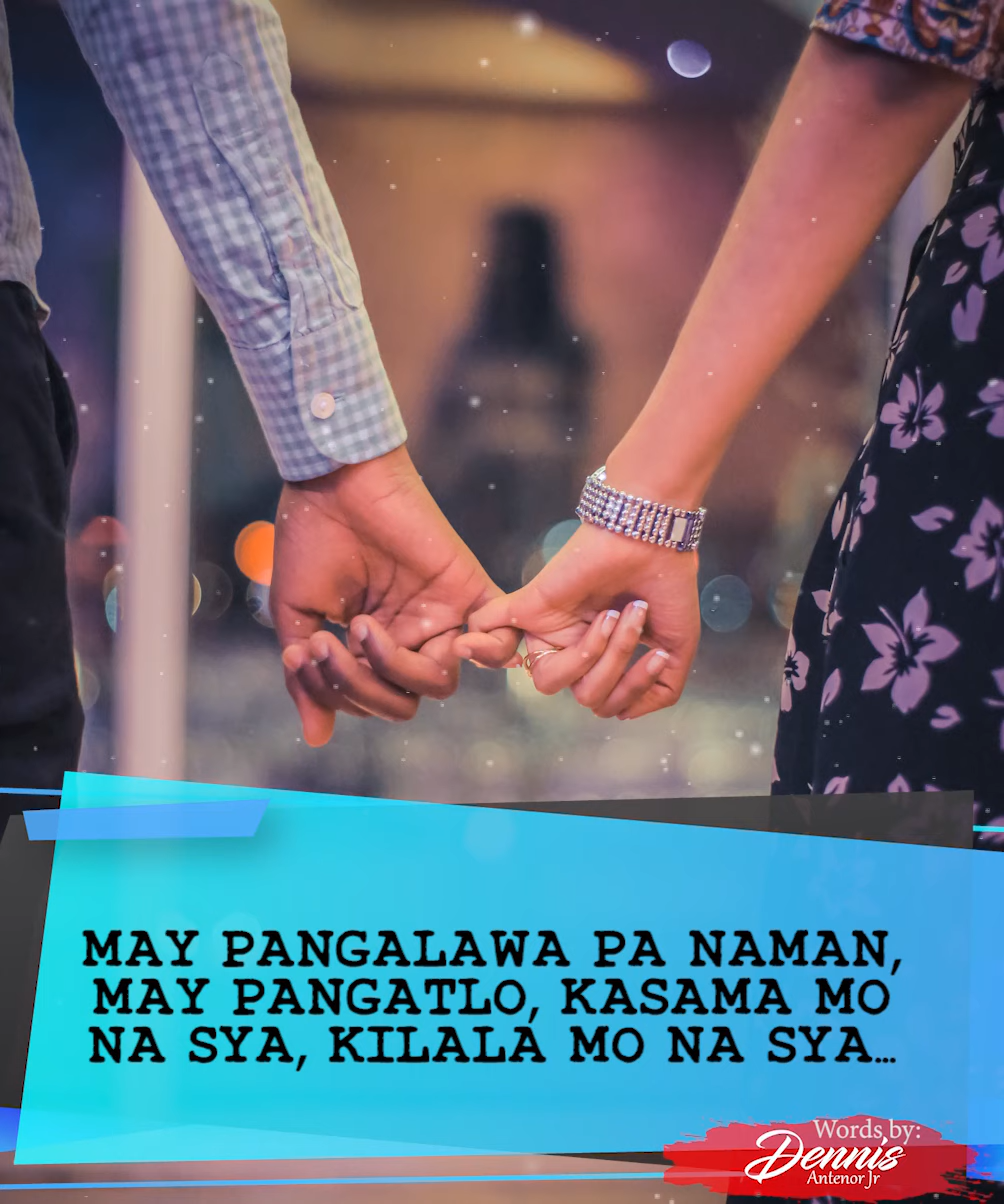 MAY PANGALAWA PA NAMAN,
MAY PANGATLO, KASAMA MO
NA SYA, KILALA MO NA SYA...
Words by:
Dennis
Antenor Jr